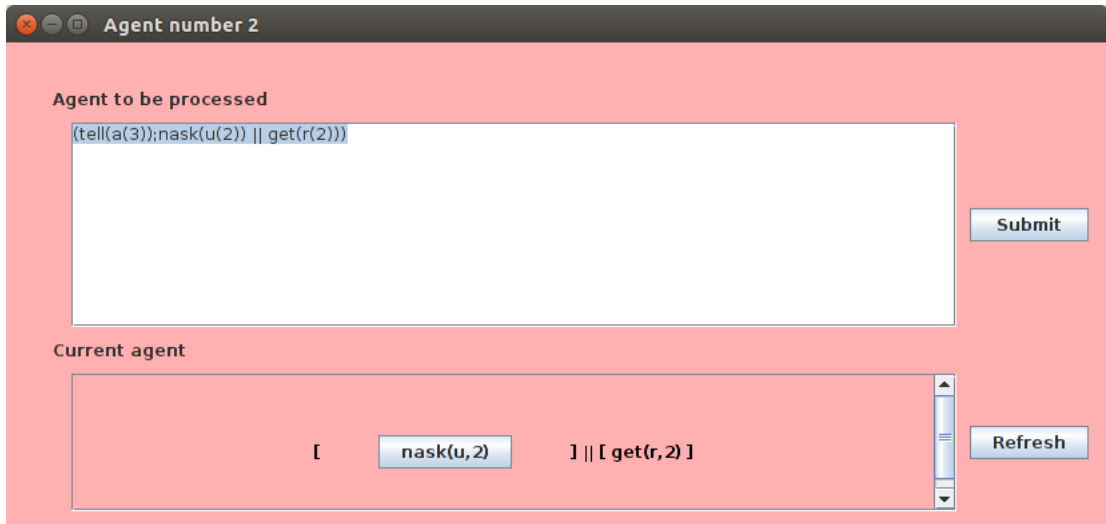 Agent number 2
Agent to be processed
(tell(a(3));nask(u(2)) || get(r(2)))
Submit
Current agent
[ nask(u,2) ] || [ get(r,2) ]
Refresh